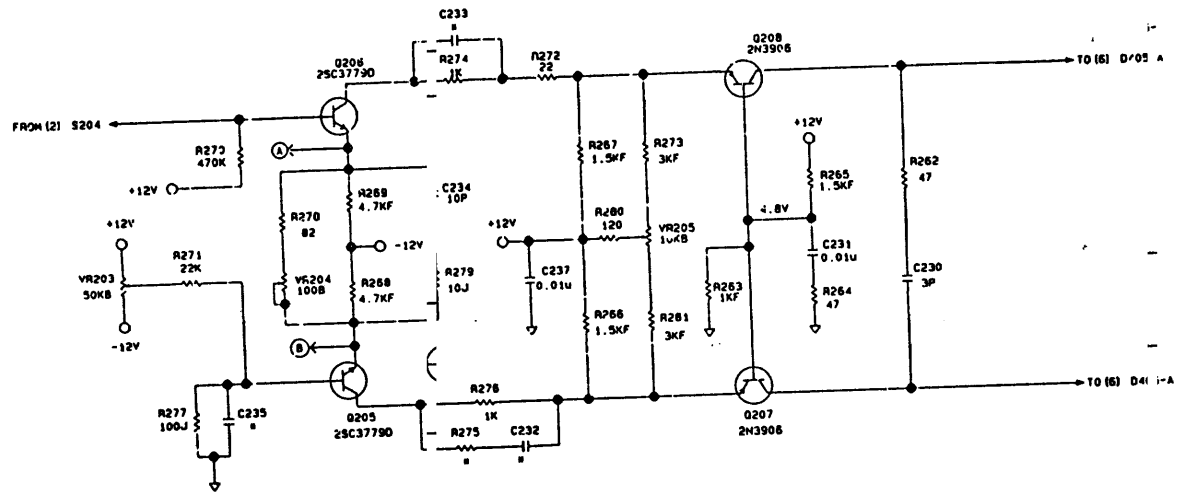 C233
*
Q208
2N3906
R274
1K
R272
22
Q206
2SC3779D
FROM (2) S204
TO (6)
R273
470K
+12V
A
R267
1.5KF
R273
3KF
+12V
R265
1.5KF
R262
47
R269
4.7KF
C234
10P
R270
82
4.8V
+12V
R280
120
VR205
10KB
-12V
+12V
R271
22K
VR203
50KB
-12V
VR204
100B
R268
4.7KF
R279
10J
C237
0.01u
R263
1KF
C231
0.01u
R264
47
C230
3P
R266
1.5KF
R261
3KF
B
TO (6)
R277
100J
C235
*
Q205
2SC3779D
R276
1K
R275
*
C232
*
Q207
2N3906